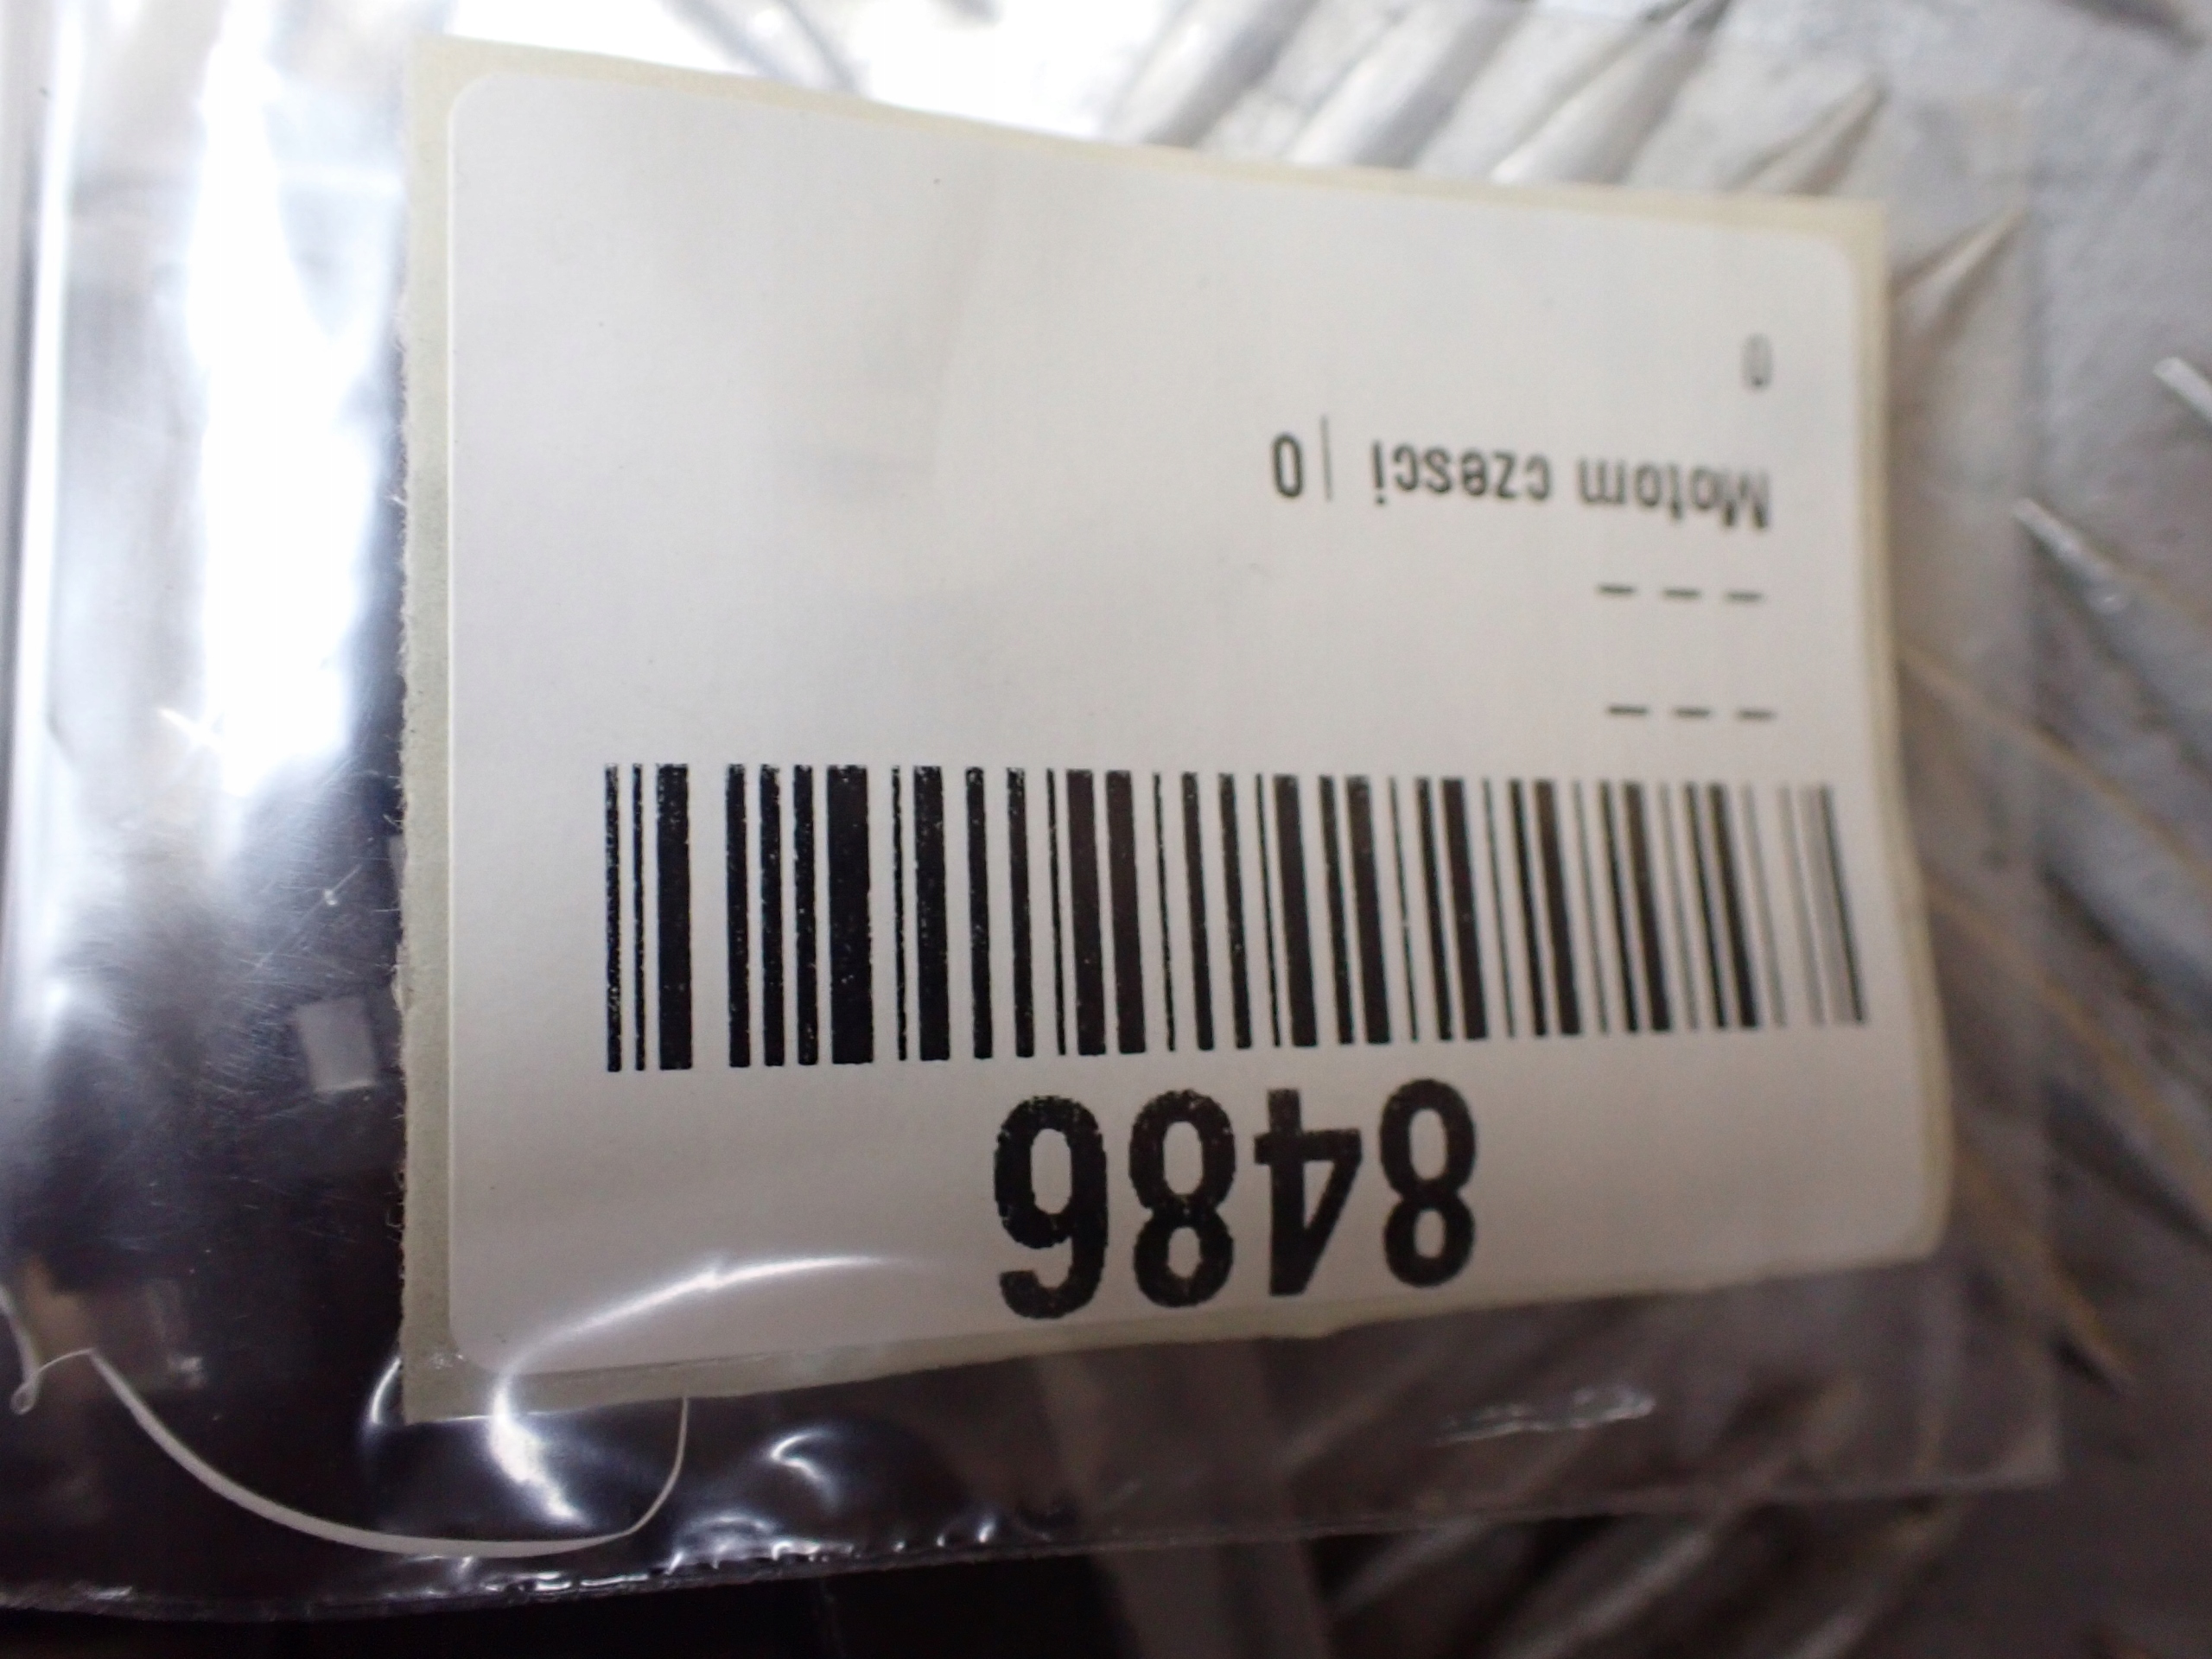 8486
- - -
- - -
Motom czesci | 0
0